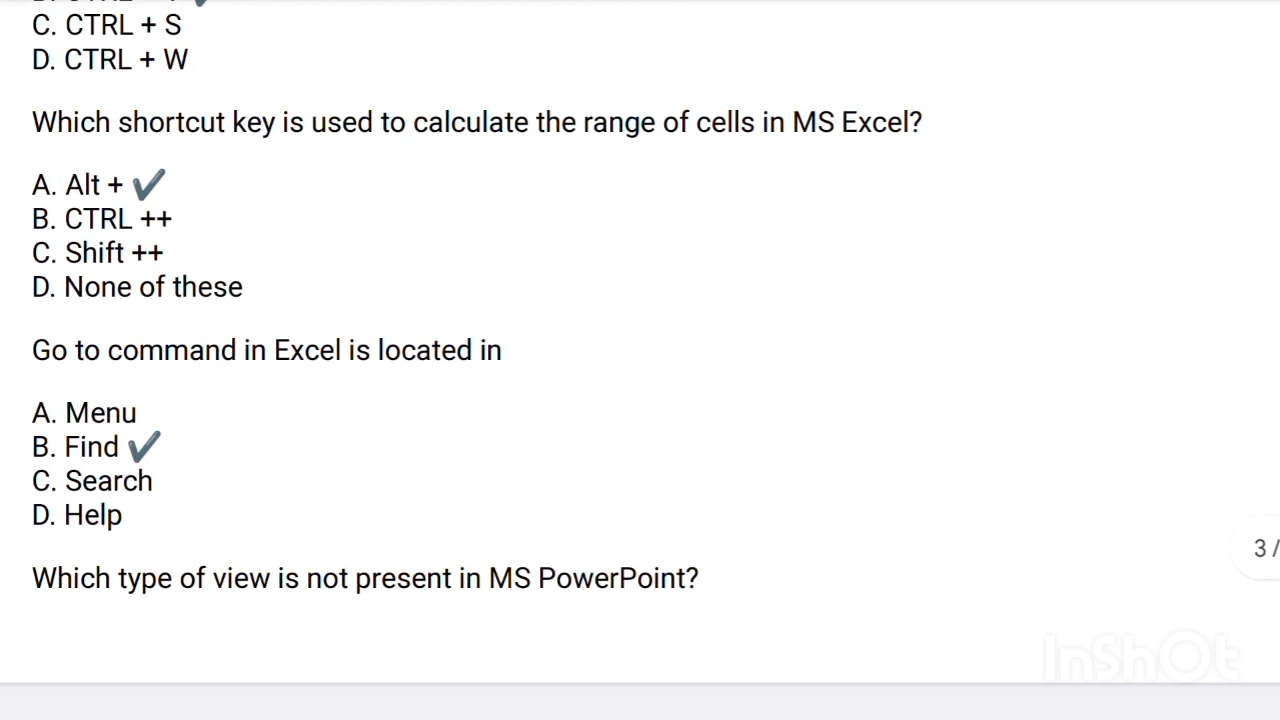 C. CTRL + S
D. CTRL + W
Which shortcut key is used to calculate the range of cells in MS Excel?
A. Alt + ✔
B. CTRL ++
C. Shift ++
D. None of these
Go to command in Excel is located in
A. Menu
B. Find ✔
C. Search
D. Help
3 /
Which type of view is not present in MS PowerPoint?
InShOt